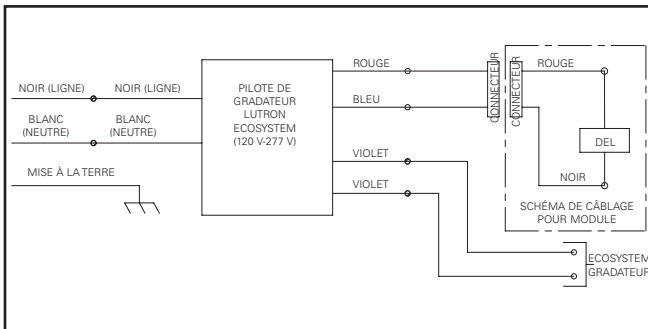 NOIR (LIGNE)
NOIR (LIGNE)
BLANC
(NEUTRE)
BLANC
(NEUTRE)
MISE À LA TERRE
PILOTE DE
GRADATEUR
LUTRON
ECOSYSTEM
(120 V-277 V)
ROUGE
BLEU
VIOLET
VIOLET
CONNECTEUR
CONNECTEUR
ROUGE
DEL
NOIR
SCHÉMA DE CÂBLAGE
POUR MODULE
ECOSYSTEM
GRADATEUR